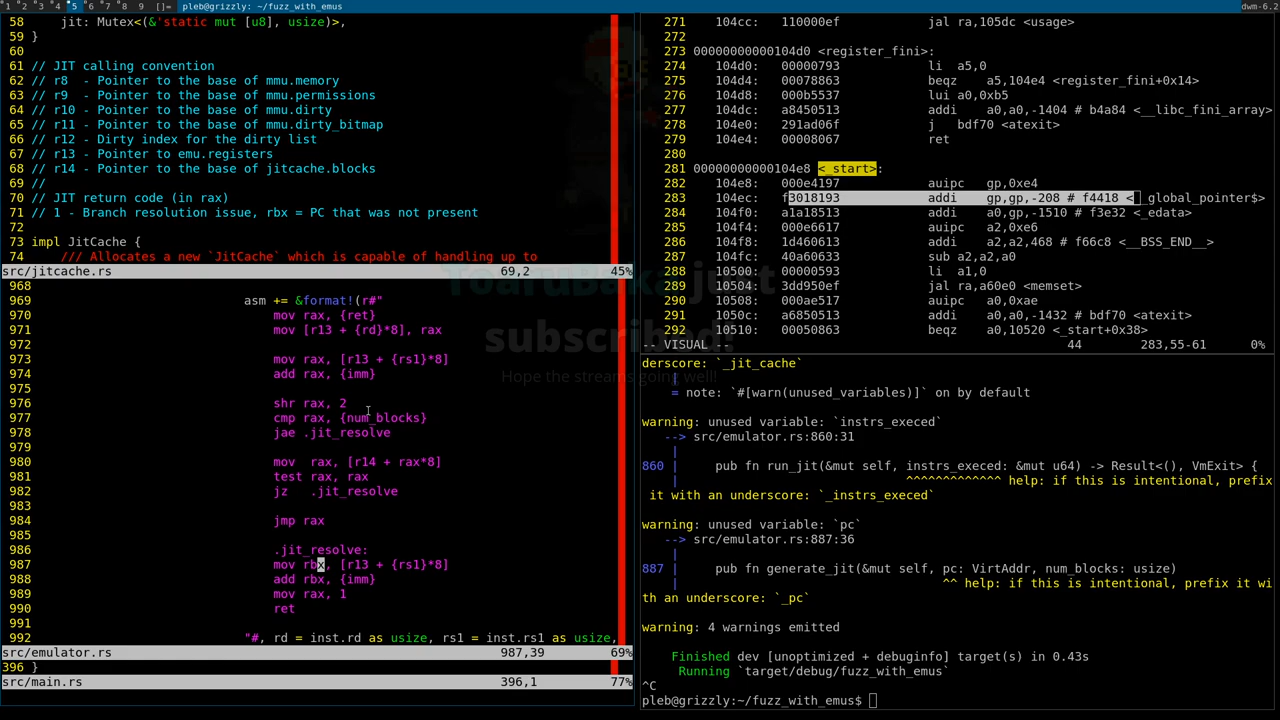 *1 *2 *3 *4 *5 *6 *7 8 9 []= pleb@grizzly:~/fuzz_with_emus dwm-6.2
58 jit: Mutex<(&'static mut [u8], usize)>,
59 }
60
61 // JIT calling convention
62 // r8 - Pointer to the base of mmu.memory
63 // r9 - Pointer to the base of mmu.permissions
64 // r10 - Pointer to the base of mmu.dirty
65 // r11 - Pointer to the base of mmu.dirty_bitmap
66 // r12 - Dirty index for the dirty list
67 // r13 - Pointer to emu.registers
68 // r14 - Pointer to the base of jitcache.blocks
69 //
70 // JIT return code (in rax)
71 // 1 - Branch resolution issue, rbx = PC that was not present
72
73 impl JitCache {
74 /// Allocates a new `JitCache` which is capable of handling up to
src/jitcache.rs 69,2 45%
968
969 asm += &format!(r#"
970 mov rax, {ret}
971 mov [r13 + {rd}*8], rax
972
973 mov rax, [r13 + {rs1}*8]
974 add rax, {imm}
975
976 shr rax, 2
977 cmp rax, {num_blocks}
978 jae .jit_resolve
979
980 mov rax, [r14 + rax*8]
981 test rax, rax
982 jz .jit_resolve
983
984 jmp rax
985
986 .jit_resolve:
987 mov rbx, [r13 + {rs1}*8]
988 add rbx, {imm}
989 mov rax, 1
990 ret
991
992 "#, rd = inst.rd as usize, rs1 = inst.rs1 as usize,
src/emulator.rs 987,39 69%
396 }
src/main.rs 396,1 77%
271 104cc: 110000ef jal ra,105dc <usage>
272
273 00000000000104d0 <register_fini>:
274 104d0: 00000793 li a5,0
275 104d4: 00078863 beqz a5,104e4 <register_fini+0x14>
276 104d8: 000b5537 lui a0,0xb5
277 104dc: a8450513 addi a0,a0,-1404 # b4a84 <__libc_fini_array>
278 104e0: 291ad06f j bdf70 <atexit>
279 104e4: 00008067 ret
280
281 00000000000104e8 <_start>:
282 104e8: 000e4197 auipc gp,0xe4
283 104ec: f3018193 addi gp,gp,-208 # f4418 <__global_pointer$>
284 104f0: a1a18513 addi a0,gp,-1510 # f3e32 <_edata>
285 104f4: 000e6617 auipc a2,0xe6
286 104f8: 1d460613 addi a2,a2,468 # f66c8 <__BSS_END__>
287 104fc: 40a60633 sub a2,a2,a0
288 10500: 00000593 li a1,0
289 10504: 3dd950ef jal ra,a60e0 <memset>
290 10508: 000ae517 auipc a0,0xae
291 1050c: a6850513 addi a0,a0,-1432 # bdf70 <atexit>
292 10510: 00050863 beqz a0,10520 <_start+0x38>
-- VISUAL -- 44 283,55-61 0%
derscore: `_jit_cache`
|
= note: `#[warn(unused_variables)]` on by default
warning: unused variable: `instrs_execed`
--> src/emulator.rs:860:31
|
860 | pub fn run_jit(&mut self, instrs_execed: &mut u64) -> Result<(), VmExit> {
| ^^^^^^^^^^^^^ help: if this is intentional, prefix
it with an underscore: `_instrs_execed`
warning: unused variable: `pc`
--> src/emulator.rs:887:36
|
887 | pub fn generate_jit(&mut self, pc: VirtAddr, num_blocks: usize)
| ^^ help: if this is intentional, prefix it wi
th an underscore: `_pc`
warning: 4 warnings emitted
Finished dev [unoptimized + debuginfo] target(s) in 0.43s
Running `target/debug/fuzz_with_emus`
^C
pleb@grizzly:~/fuzz_with_emus$
ToaruBaka just
subscribed!
Hope the streams going well!